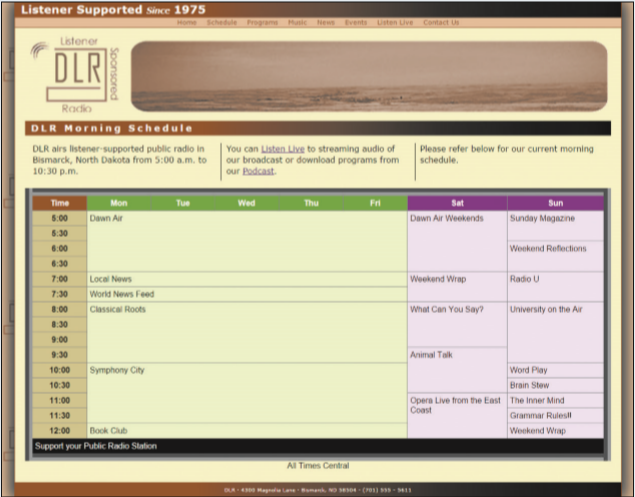 Listener Supported Since 1975
Home Schedule Programs Music News Events Listen Live Contact Us
Listener
DLR
Sponsored
Radio
DLR Morning Schedule
DLR airs listener-supported public radio in
Bismarck, North Dakota from 5:00 a.m. to
10:30 p.m.
You can Listen Live to streaming audio of
our broadcast or download programs from
our Podcast.
Please refer below for our current morning
schedule.
Time Mon Tue Wed Thu Fri Sat Sun
5:00 Dawn Air Dawn Air Weekends Sunday Magazine
5:30
6:00 Weekend Reflections
6:30
7:00 Local News Weekend Wrap Radio U
7:30 World News Feed
8:00 Classical Roots What Can You Say? University on the Air
8:30
9:00
9:30 Animal Talk
10:00 Symphony City Word Play
10:30 Brain Stew
11:00 Opera Live from the East The Inner Mind
Coast
11:30 Grammar Rules!!
12:00 Book Club Weekend Wrap
Support your Public Radio Station
All Times Central
DLR - 4300 Magnolia Lane - Bismarck, ND 58504 - (701) 555 - 3611